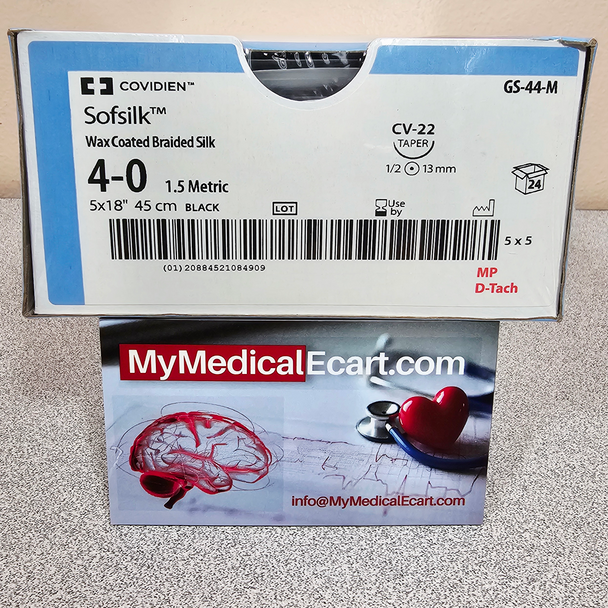 COVIDIEN™
GS-44-M
Sofsilk™
Wax Coated Braided Silk
CV-22
TAPER
4-0 1.5 Metric
1/2 13 mm
24
5x18" 45 cm BLACK
LOT
Use by
5 x 5
(01)20884521084909
MP
D-Tach
MyMedicalEcart.com
info@MyMedicalEcart.com